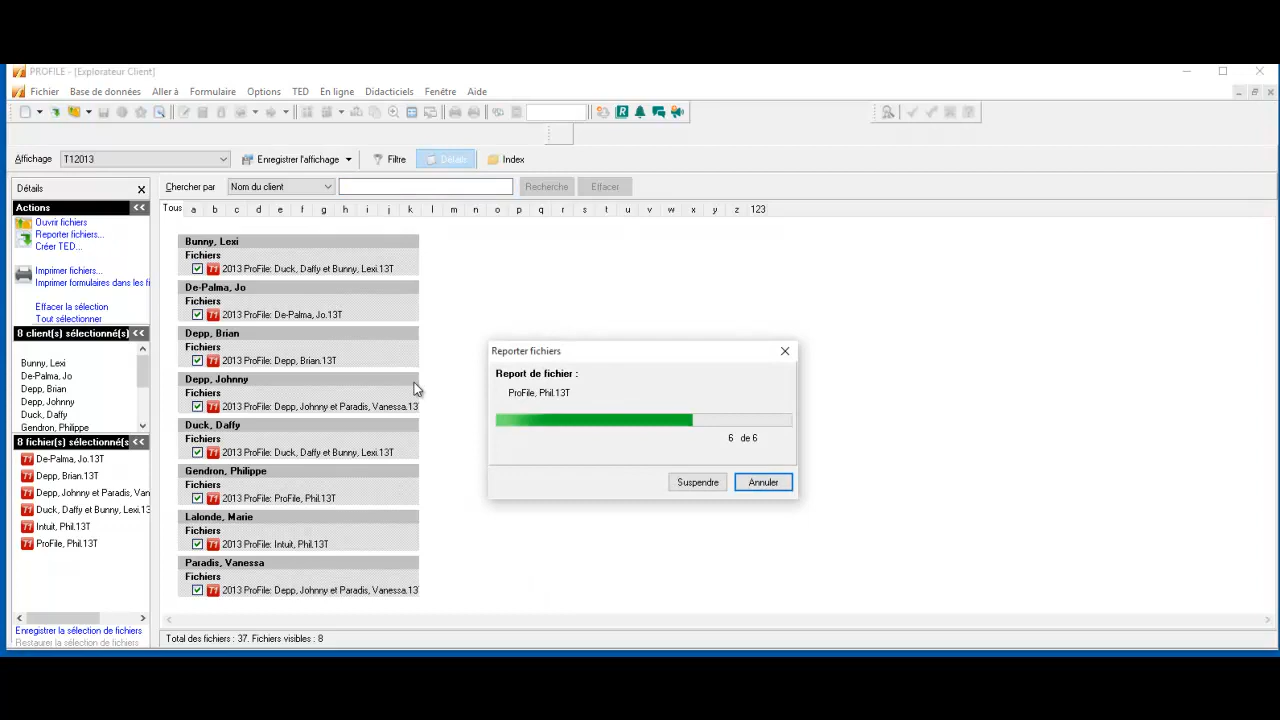 PROFILE - [Explorateur Client]
Fichier Base de données Aller à Formulaire Options TED En ligne Didacticiels Fenêtre Aide
Affichage T12013 Enregistrer l'affichage Filtre Détails Index
Détails
Chercher par Nom du client Recherche Effacer
Actions
Tous a b c d e f g h i j k l m n o p q r s t u v w x y z 123
Ouvrir fichiers
Reporter fichiers...
Créer TED...
Imprimer fichiers...
Imprimer formulaires dans les fi
Effacer la sélection
Tout sélectionner
8 client(s) sélectionné(s)
Bunny, Lexi
De-Palma, Jo
Depp, Brian
Depp, Johnny
Duck, Daffy
Gendron, Philippe
8 fichier(s) sélectionné(s)
De-Palma, Jo.13T
Depp, Brian.13T
Depp, Johnny et Paradis, Van
Duck, Daffy et Bunny, Lexi.13
Intuit, Phil.13T
ProFile, Phil.13T
Enregistrer la sélection de fichiers
Restaurer la sélection de fichiers
Bunny, Lexi
Fichiers
T1 2013 ProFile: Duck, Daffy et Bunny, Lexi.13T
De-Palma, Jo
Fichiers
T1 2013 ProFile: De-Palma, Jo.13T
Depp, Brian
Fichiers
T1 2013 ProFile: Depp, Brian.13T
Depp, Johnny
Fichiers
T1 2013 ProFile: Depp, Johnny et Paradis, Vanessa.13
Duck, Daffy
Fichiers
T1 2013 ProFile: Duck, Daffy et Bunny, Lexi.13T
Gendron, Philippe
Fichiers
T1 2013 ProFile: ProFile, Phil.13T
Lalonde, Marie
Fichiers
T1 2013 ProFile: Intuit, Phil.13T
Paradis, Vanessa
Fichiers
T1 2013 ProFile: Depp, Johnny et Paradis, Vanessa.13
Total des fichiers : 37. Fichiers visibles : 8
Reporter fichiers
Report de fichier :
ProFile, Phil.13T
6 de 6
Suspendre Annuler